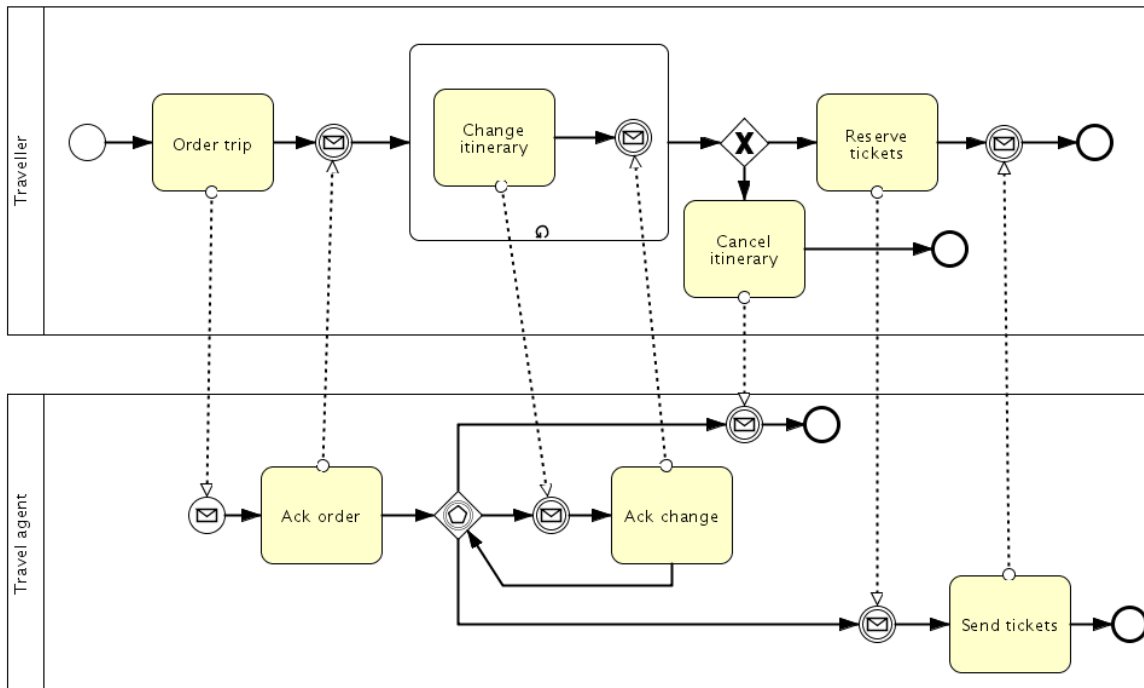 Traveller
Order trip
Change
itinerary
Reserve
tickets
Cancel
itinerary
Travel agent
Ack order
Ack change
Send tickets